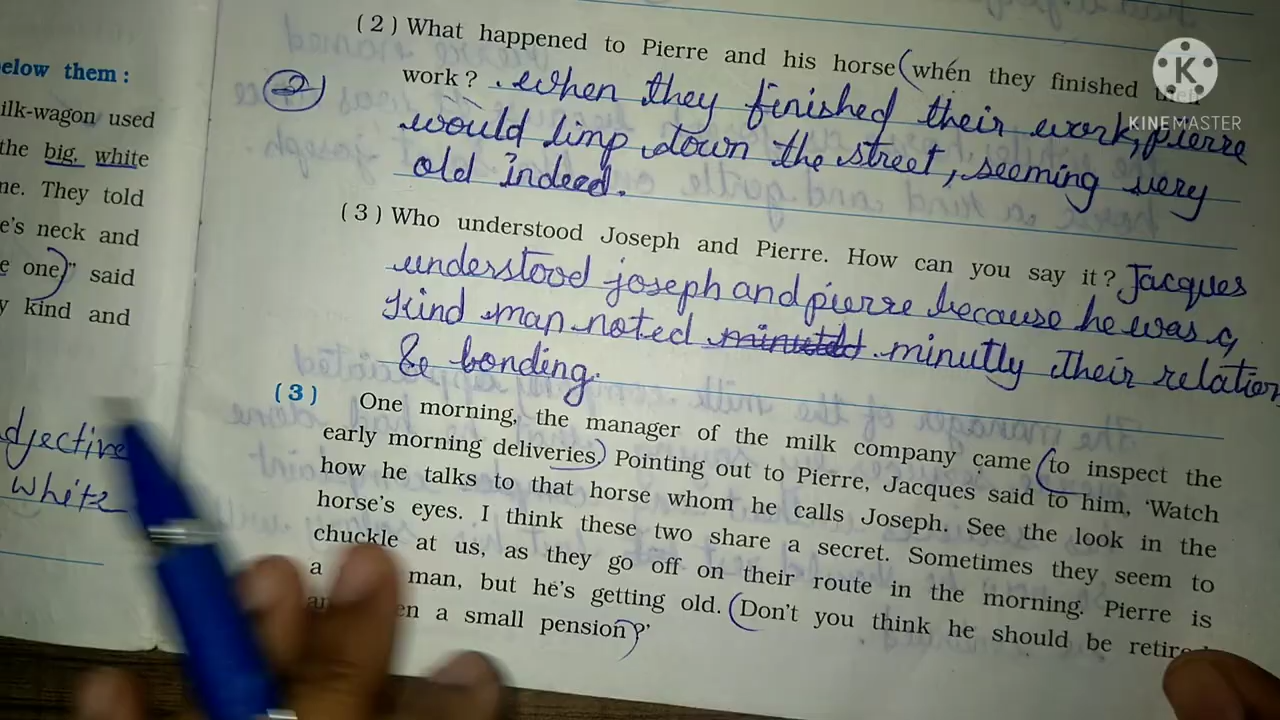 elow them :
ilk-wagon used
the big, white
ne. They told
e's neck and
e one)" said
y kind and
djective
white
(2) What happened to Pierre and his horse (when they finished
work ? When they finished their work, pierre
②
would limp down the street, seeming very
old indeed.
(3) Who understood Joseph and Pierre. How can you say it ? Jacques
understood joseph and pierre because he was a
kind man noted minutly their relation
& bonding.
(3) One morning, the manager of the milk company came (to inspect the
early morning deliveries.) Pointing out to Pierre, Jacques said to him, 'Watch
how he talks to that horse whom he calls Joseph. See the look in the
horse's eyes. I think these two share a secret. Sometimes they seem to
chuckle at us, as they go off on their route in the morning. Pierre is
a man, but he's getting old. (Don't you think he should be retired
en a small pension)?'
K
KINEMASTER